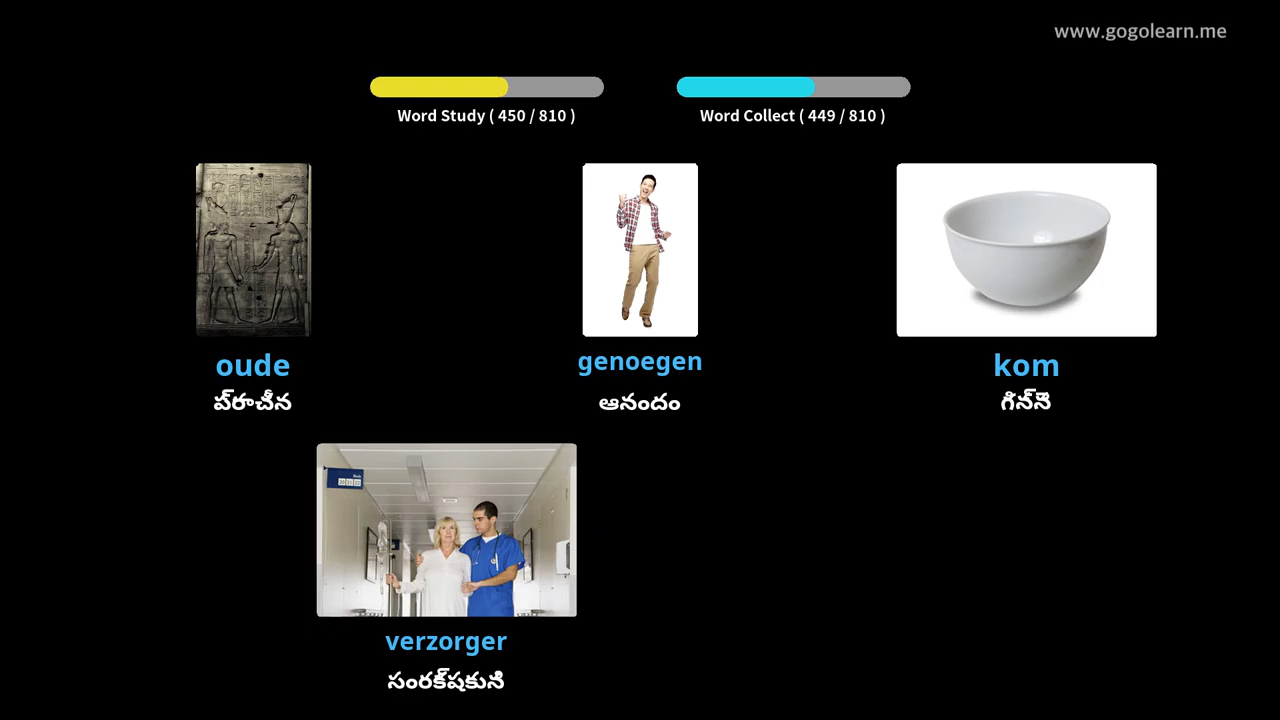 www.gogolearn.me
Word Study ( 450 / 810 )
Word Collect ( 449 / 810 )
oude
ప్రాచీన
genoegen
ఆనందం
kom
గిన్నె
verzorger
సంరక్షకుని